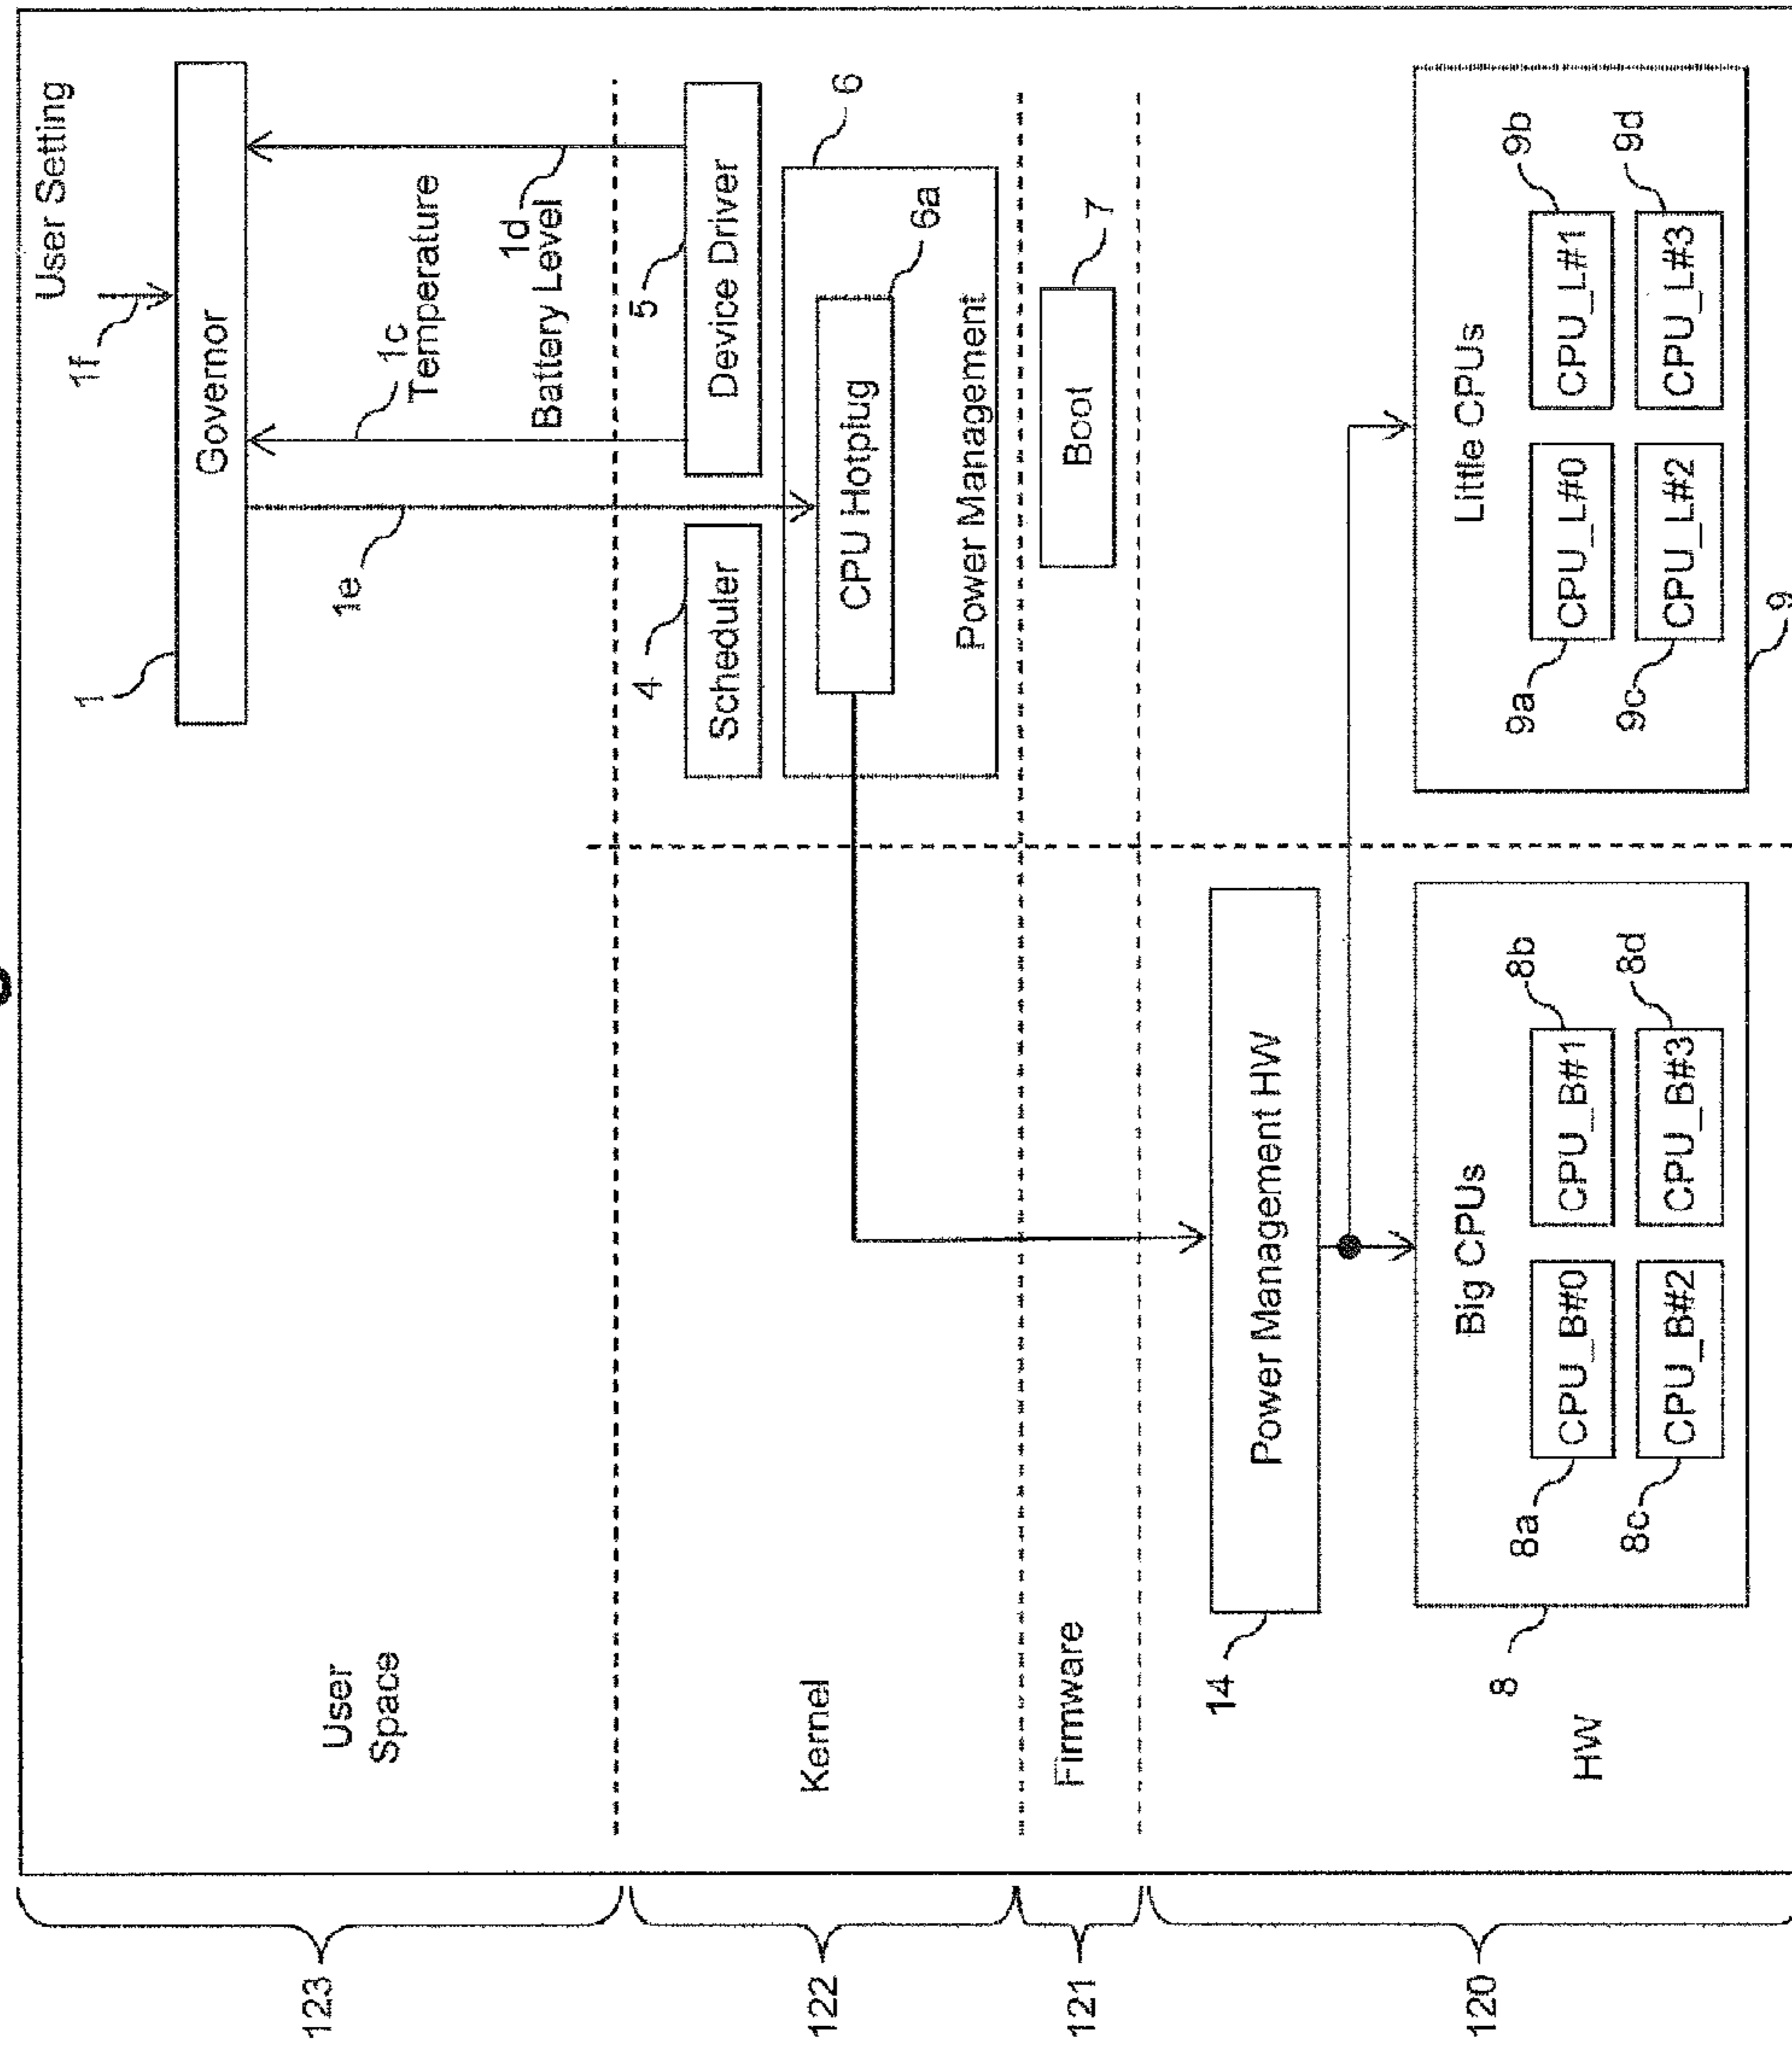 User Setting
1f
1
Governor
1c
Temperature
1d
Battery Level
1e
User
Space
123
4
Scheduler
5
Device Driver
6
CPU Hotplug
6a
Power Management
Kernel
122
Boot
7
Firmware
121
Power Management HW
14
Big CPUs
8a
CPU_B#0
CPU_B#1
8b
8c
CPU_B#2
CPU_B#3
8d
8
Little CPUs
9a
CPU_L#0
CPU_L#1
9b
9c
CPU_L#2
CPU_L#3
9d
9
HW
120